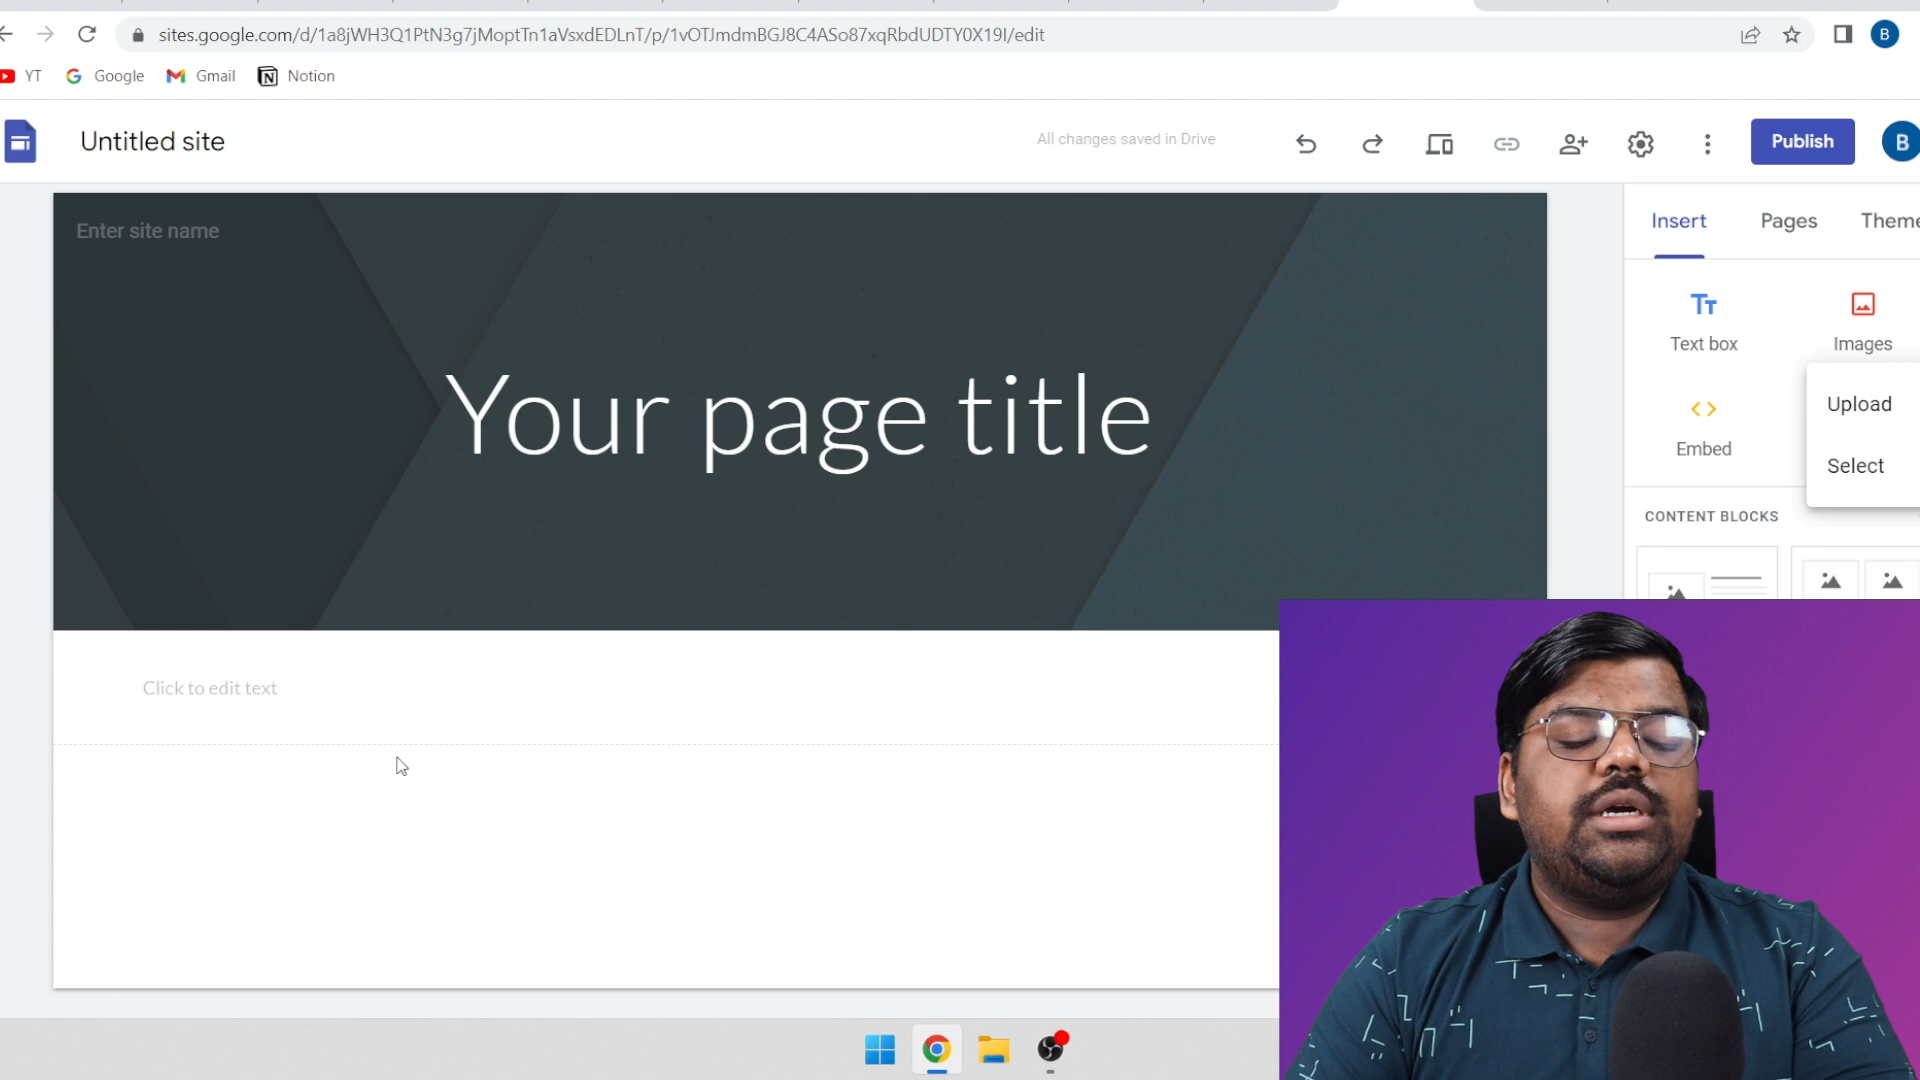 sites.google.com/d/1a8jWH3Q1PtN3g7jMoptTn1aVsxdEDLnT/p/1vOTJmdmBGJ8C4ASo87xqRbdUDTY0X19I/edit
B
YT
Google
Gmail
Notion
Untitled site
All changes saved in Drive
Publish
B
Enter site name
Your page title
Click to edit text
Insert
Pages
Theme
Text box
Images
Embed
Upload
Select
CONTENT BLOCKS